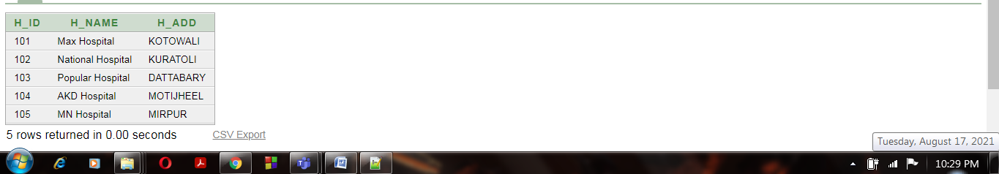 H_ID H_NAME H_ADD
101 Max Hospital KOTOWALI
102 National Hospital KURATOLI
103 Popular Hospital DATTABARY
104 AKD Hospital MOTIJHEEL
105 MN Hospital MIRPUR
5 rows returned in 0.00 seconds CSV Export
Tuesday, August 17, 2021
10:29 PM